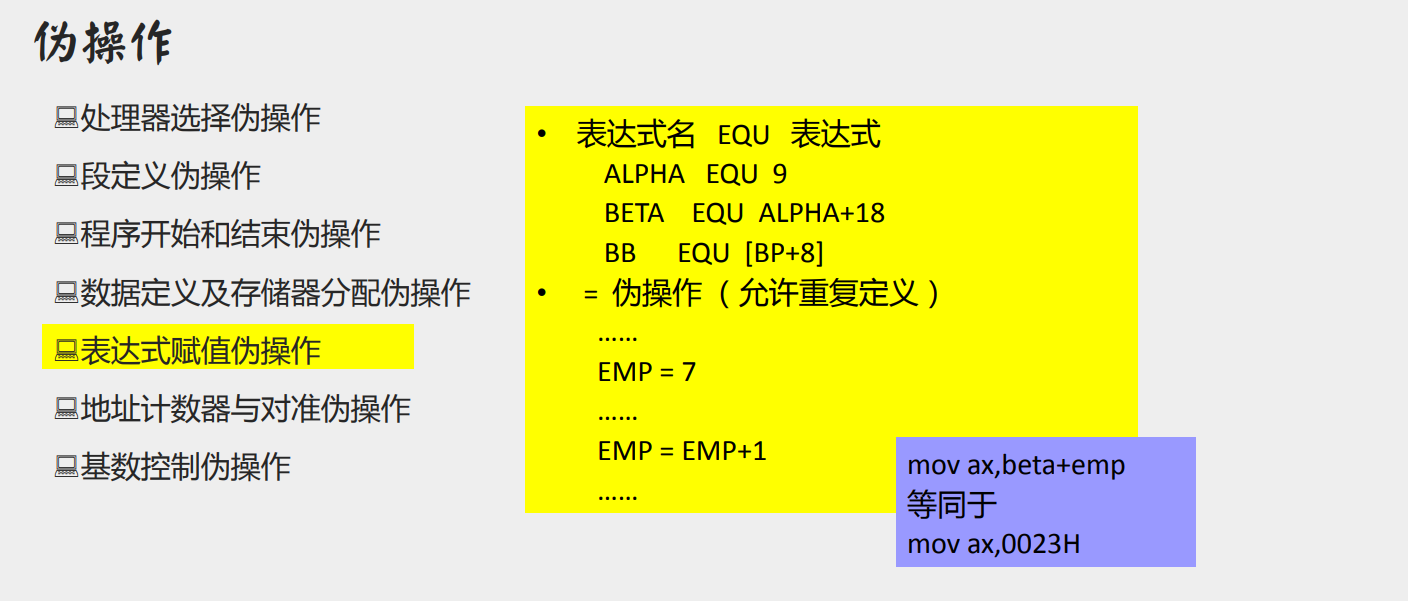 伪操作
处理器选择伪操作
段定义伪操作
程序开始和结束伪操作
数据定义及存储器分配伪操作
表达式赋值伪操作
地址计数器与对准伪操作
基数控制伪操作
• 表达式名 EQU 表达式
ALPHA EQU 9
BETA EQU ALPHA+18
BB EQU [BP+8]
• = 伪操作（允许重复定义）
……
EMP = 7
……
EMP = EMP+1
……
mov ax,beta+emp
等同于
mov ax,0023H